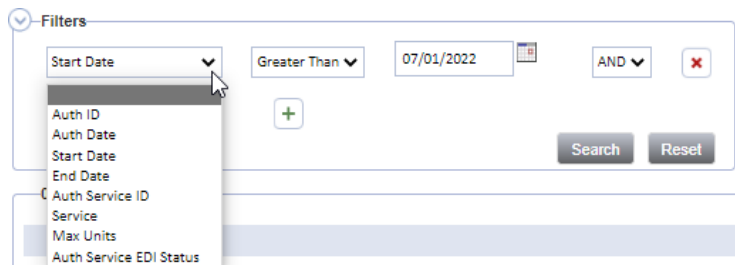 Filters
Start Date Greater Than 07/01/2022 AND
Auth ID
Auth Date
Start Date
End Date
Auth Service ID
Service
Max Units
Auth Service EDI Status
Search Reset